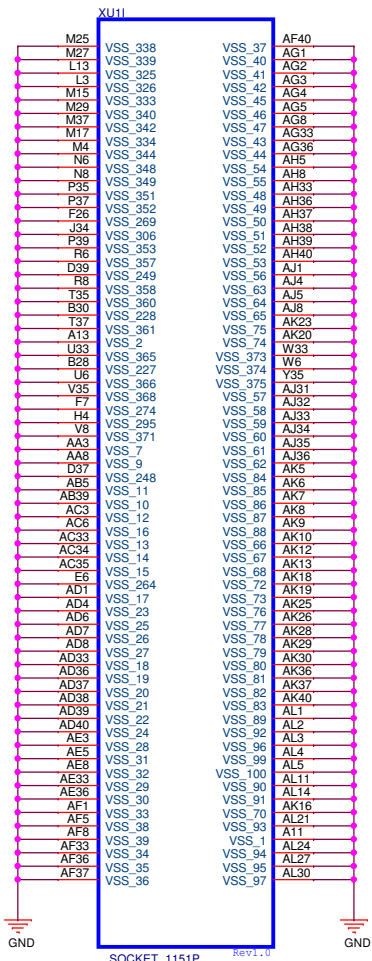 XU1I
M25 VSS_338 VSS_37 AF40
M27 VSS_339 VSS_40 AG1
L13 VSS_325 VSS_41 AG2
L3 VSS_326 VSS_42 AG3
M15 VSS_333 VSS_45 AG4
M29 VSS_340 VSS_46 AG5
M37 VSS_342 VSS_47 AG8
M17 VSS_334 VSS_43 AG33
M4 VSS_344 VSS_44 AG36
N6 VSS_348 VSS_54 AH5
N8 VSS_349 VSS_55 AH8
P35 VSS_351 VSS_48 AH33
P37 VSS_352 VSS_49 AH36
F26 VSS_269 VSS_50 AH37
J34 VSS_306 VSS_51 AH38
P39 VSS_353 VSS_52 AH39
R6 VSS_357 VSS_53 AH40
D39 VSS_249 VSS_56 AJ1
R8 VSS_358 VSS_63 AJ4
T35 VSS_360 VSS_64 AJ5
B30 VSS_228 VSS_65 AJ8
T37 VSS_361 VSS_75 AK23
A13 VSS_2 VSS_74 AK20
U33 VSS_365 VSS_373 W33
B28 VSS_227 VSS_374 W6
U6 VSS_366 VSS_375 Y35
V35 VSS_368 VSS_57 AJ31
F7 VSS_274 VSS_58 AJ32
H4 VSS_295 VSS_59 AJ33
V8 VSS_371 VSS_60 AJ34
AA3 VSS_7 VSS_61 AJ35
AA8 VSS_9 VSS_62 AJ36
D37 VSS_248 VSS_84 AK5
AB5 VSS_11 VSS_85 AK6
AB39 VSS_10 VSS_86 AK7
AC3 VSS_12 VSS_87 AK8
AC6 VSS_16 VSS_88 AK9
AC33 VSS_13 VSS_66 AK10
AC34 VSS_14 VSS_67 AK12
AC35 VSS_15 VSS_68 AK13
E6 VSS_264 VSS_72 AK18
AD1 VSS_17 VSS_73 AK19
AD4 VSS_23 VSS_76 AK25
AD6 VSS_25 VSS_77 AK26
AD7 VSS_26 VSS_78 AK28
AD8 VSS_27 VSS_79 AK29
AD33 VSS_18 VSS_80 AK30
AD36 VSS_19 VSS_81 AK36
AD37 VSS_20 VSS_82 AK37
AD38 VSS_21 VSS_83 AK40
AD39 VSS_22 VSS_89 AL1
AD40 VSS_24 VSS_92 AL2
AE3 VSS_28 VSS_96 AL3
AE5 VSS_31 VSS_99 AL4
AE8 VSS_32 VSS_100 AL5
AE33 VSS_29 VSS_90 AL11
AE36 VSS_30 VSS_91 AL14
AF1 VSS_33 VSS_70 AK16
AF5 VSS_38 VSS_93 AL21
AF8 VSS_39 VSS_1 A11
AF33 VSS_34 VSS_94 AL24
AF36 VSS_35 VSS_95 AL27
AF37 VSS_36 VSS_97 AL30
GND GND
SOCKET_1151P Rev1.0